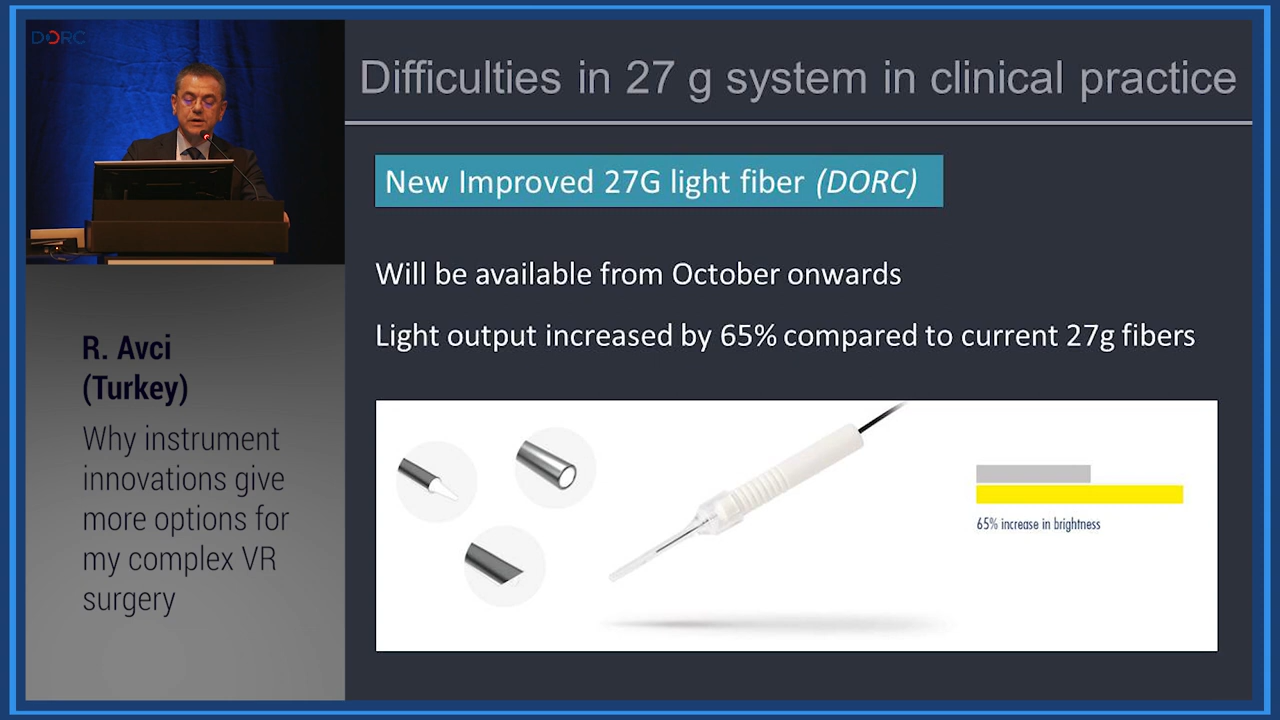 DORC
Difficulties in 27 g system in clinical practice
New Improved 27G light fiber (DORC)
Will be available from October onwards
Light output increased by 65% compared to current 27g fibers
65% increase in brightness
R. Avci
(Turkey)
Why instrument
innovations give
more options for
my complex VR
surgery